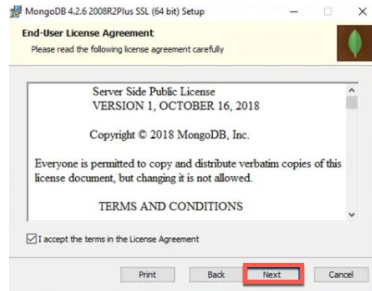 MongoDB 4.2.6 2008R2Plus SSL (64 bit) Setup
End-User License Agreement
Please read the following license agreement carefully
Server Side Public License
VERSION 1, OCTOBER 16, 2018
Copyright © 2018 MongoDB, Inc.
Everyone is permitted to copy and distribute verbatim copies of this
license document, but changing it is not allowed.
TERMS AND CONDITIONS
I accept the terms in the License Agreement
Print Back Next Cancel